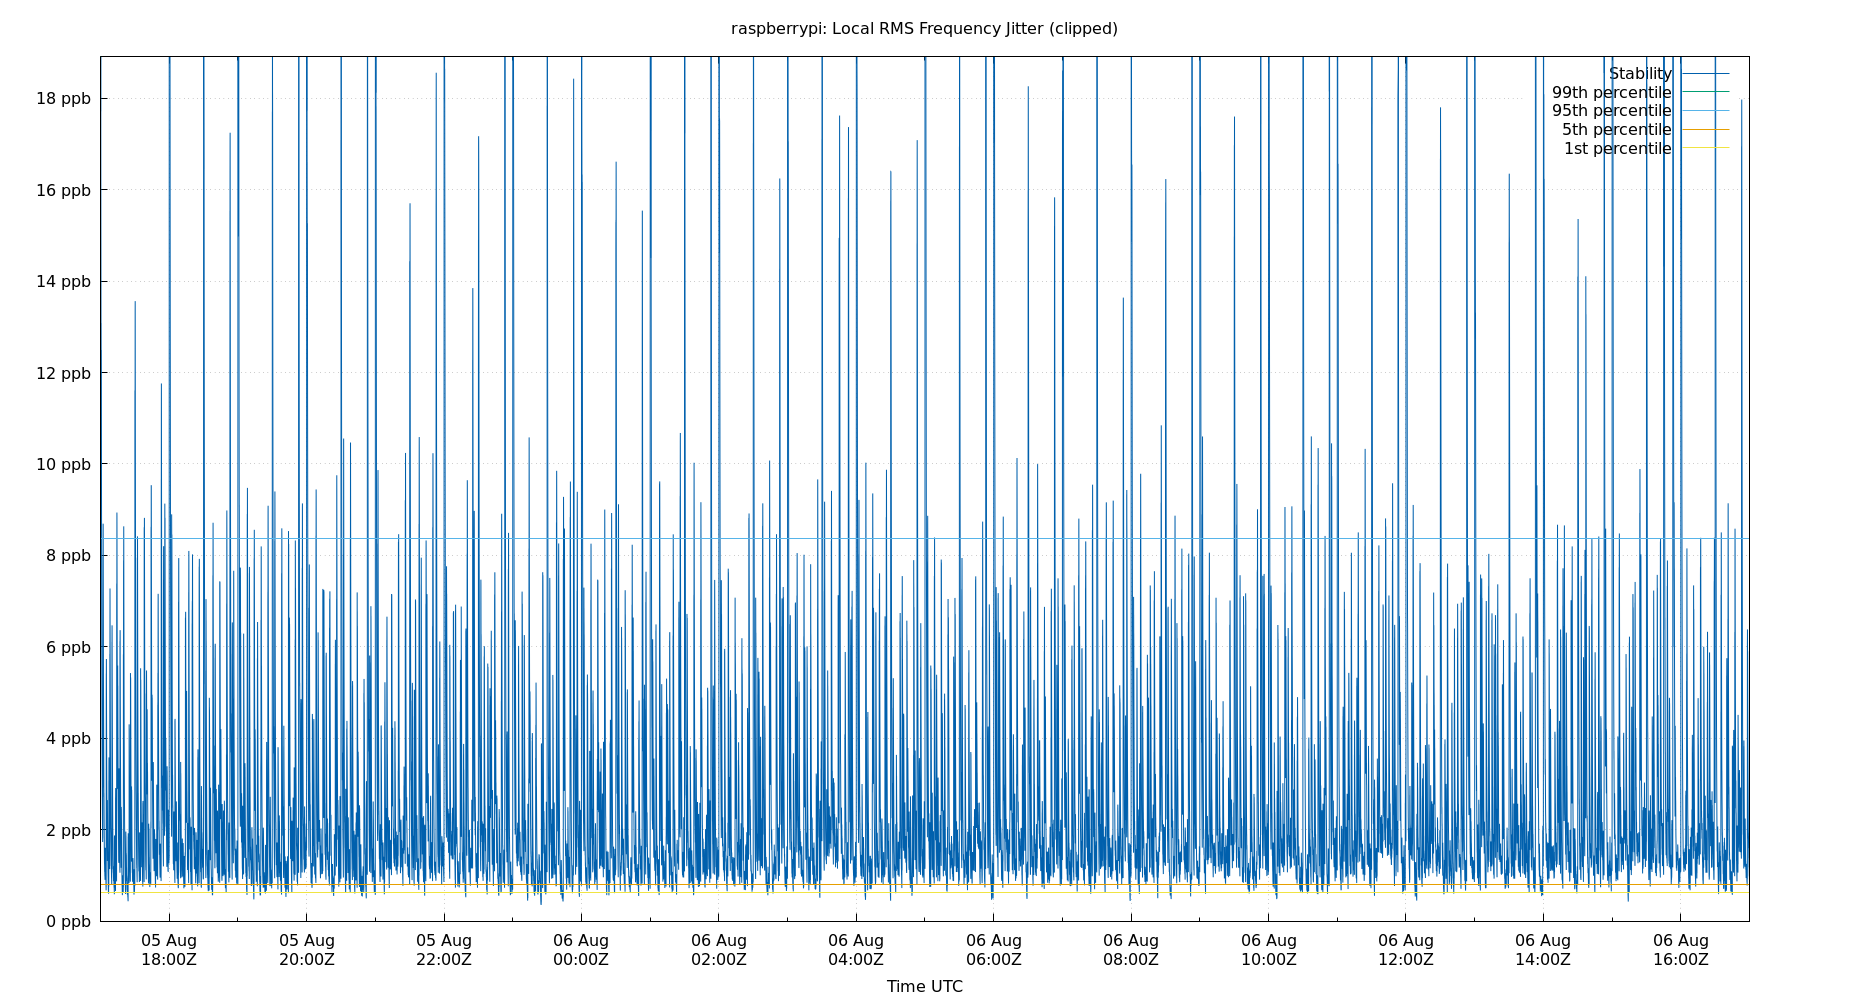 raspberrypi: Local RMS Frequency Jitter (clipped)
18 ppb
16 ppb
14 ppb
12 ppb
10 ppb
8 ppb
6 ppb
4 ppb
2 ppb
0 ppb
Stability
99th percentile
95th percentile
5th percentile
1st percentile
05 Aug
18:00Z
05 Aug
20:00Z
05 Aug
22:00Z
06 Aug
00:00Z
06 Aug
02:00Z
06 Aug
04:00Z
06 Aug
06:00Z
06 Aug
08:00Z
06 Aug
10:00Z
06 Aug
12:00Z
06 Aug
14:00Z
06 Aug
16:00Z
Time UTC